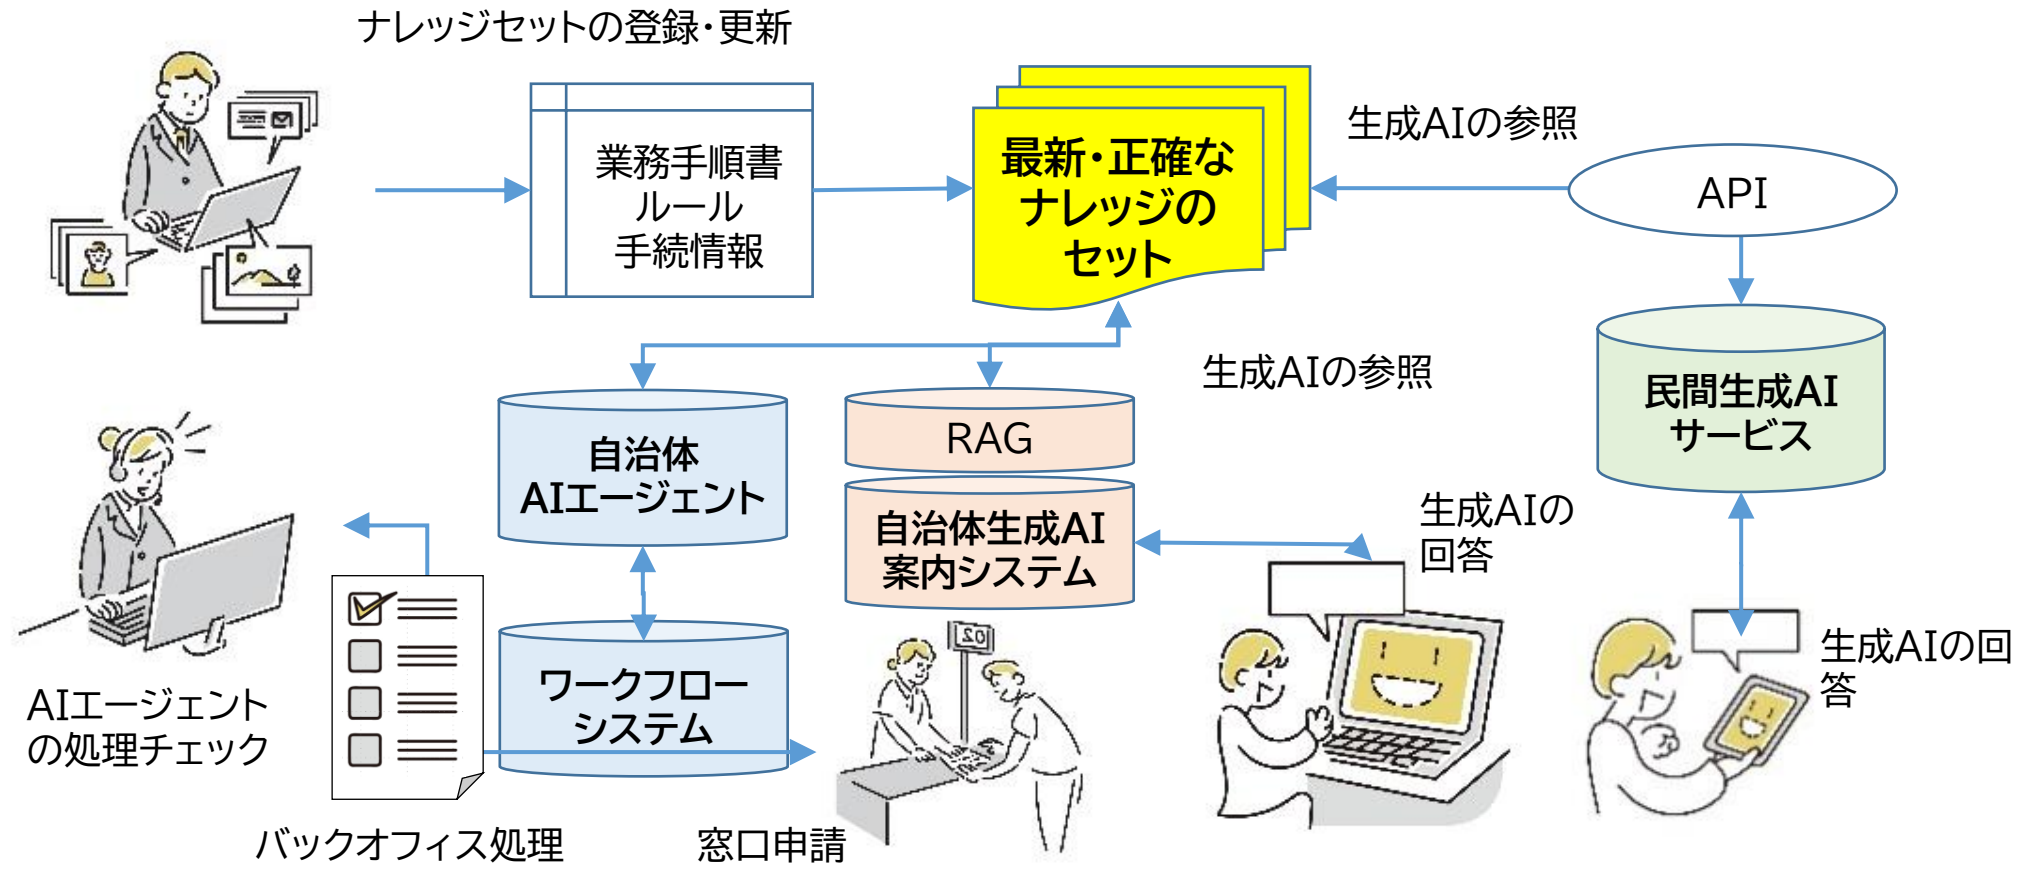 ナレッジセットの登録・更新
業務手順書
ルール
手続情報
最新・正確な
ナレッジの
セット
生成AIの参照
API
生成AIの参照
民間生成AI
サービス
自治体
AIエージェント
RAG
自治体生成AI
案内システム
生成AIの
回答
ワークフロー
システム
02
生成AIの回
答
AIエージェント
の処理チェック
バックオフィス処理
窓口申請